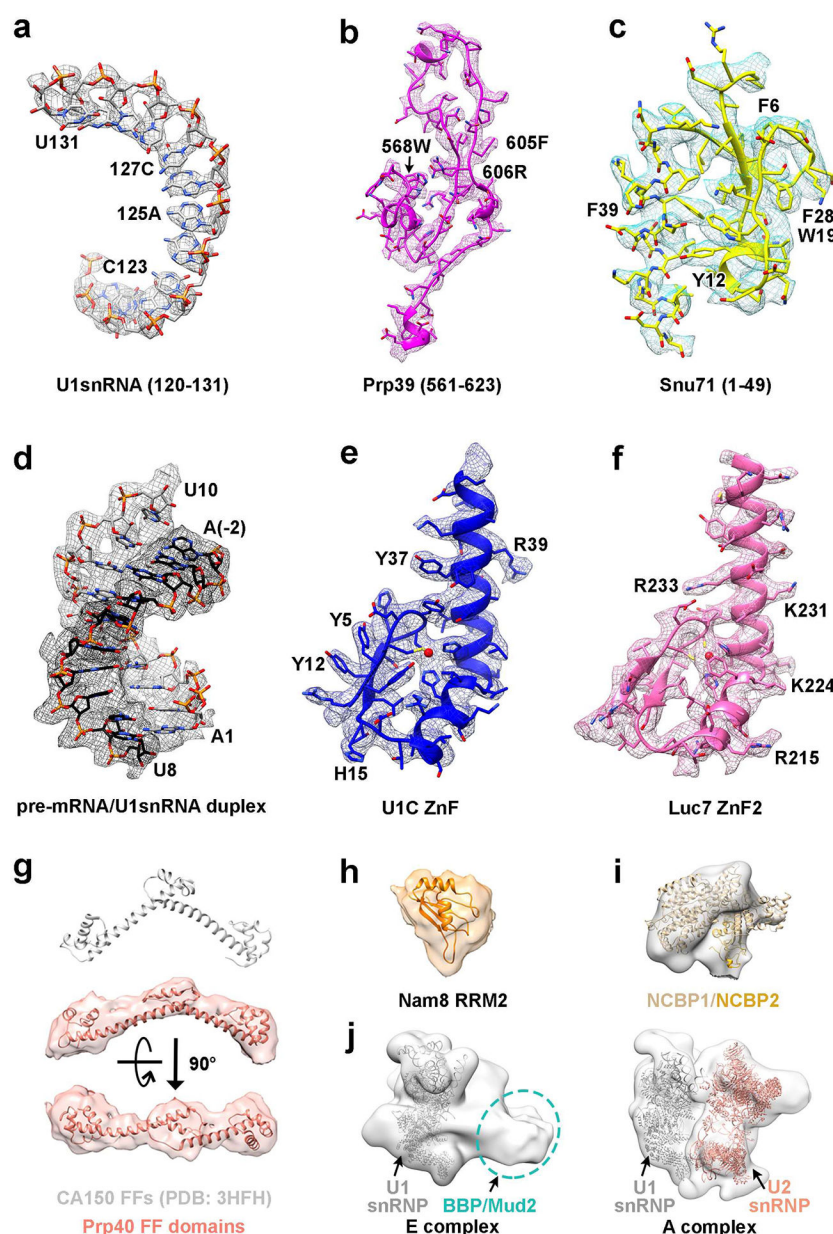 a
U131
127C
125A
C123
U1snRNA (120-131)
b
568W
605F
606R
Prp39 (561-623)
c
F6
F39
F28
W19
Y12
Snu71 (1-49)
d
U10
A(-2)
A1
U8
pre-mRNA/U1snRNA duplex
e
Y37
R39
Y5
Y12
H15
U1C ZnF
f
R233
K231
K224
R215
Luc7 ZnF2
g
90°
CA150 FFs (PDB: 3HFH)
Prp40 FF domains
h
Nam8 RRM2
i
NCBP1/NCBP2
j
U1
snRNP
BBP/Mud2
E complex
U1
snRNP
U2
snRNP
A complex